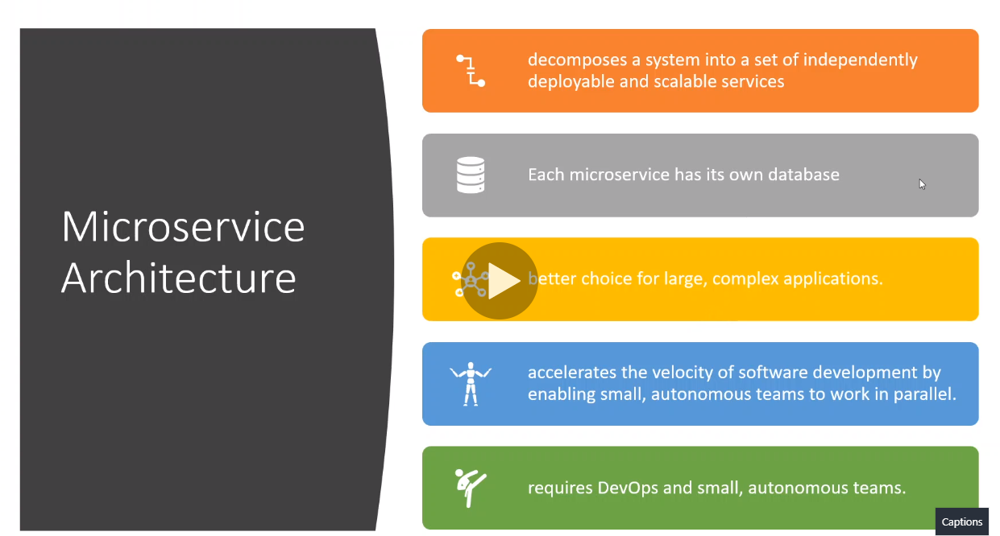 Microservice
Architecture
decomposes a system into a set of independently
deployable and scalable services
Each microservice has its own database
better choice for large, complex applications.
accelerates the velocity of software development by
enabling small, autonomous teams to work in parallel.
requires DevOps and small, autonomous teams.
Captions